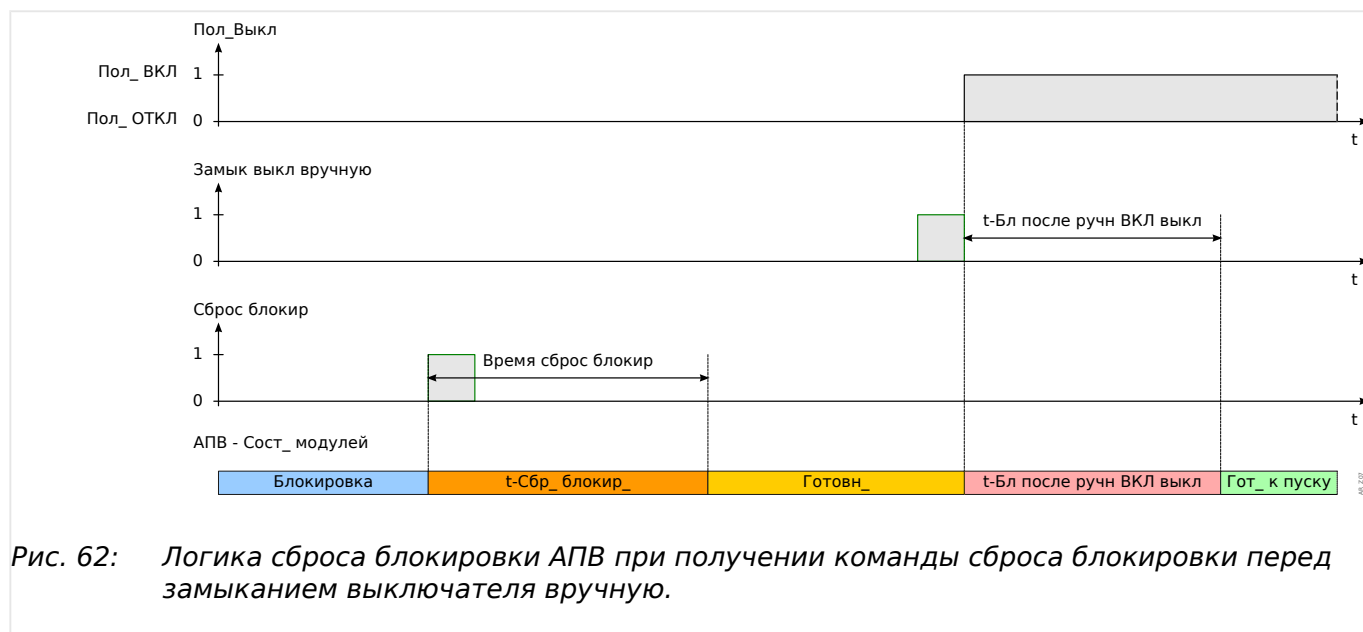 Пол_Выкл
Пол_ ВКЛ 1
Пол_ ОТКЛ 0
t
Замык выкл вручную
1
t-Бл после ручн ВКЛ выкл
0
t
Сброс блокир
1
Время сброс блокир
0
t
АПВ - Сост_ модулей
Блокировка t-Сбр_ блокир_ Готовн_ t-Бл после ручн ВКЛ выкл Гот_ к пуску
Рис. 62: Логика сброса блокировки АПВ при получении команды сброса блокировки перед
замыканием выключателя вручную.